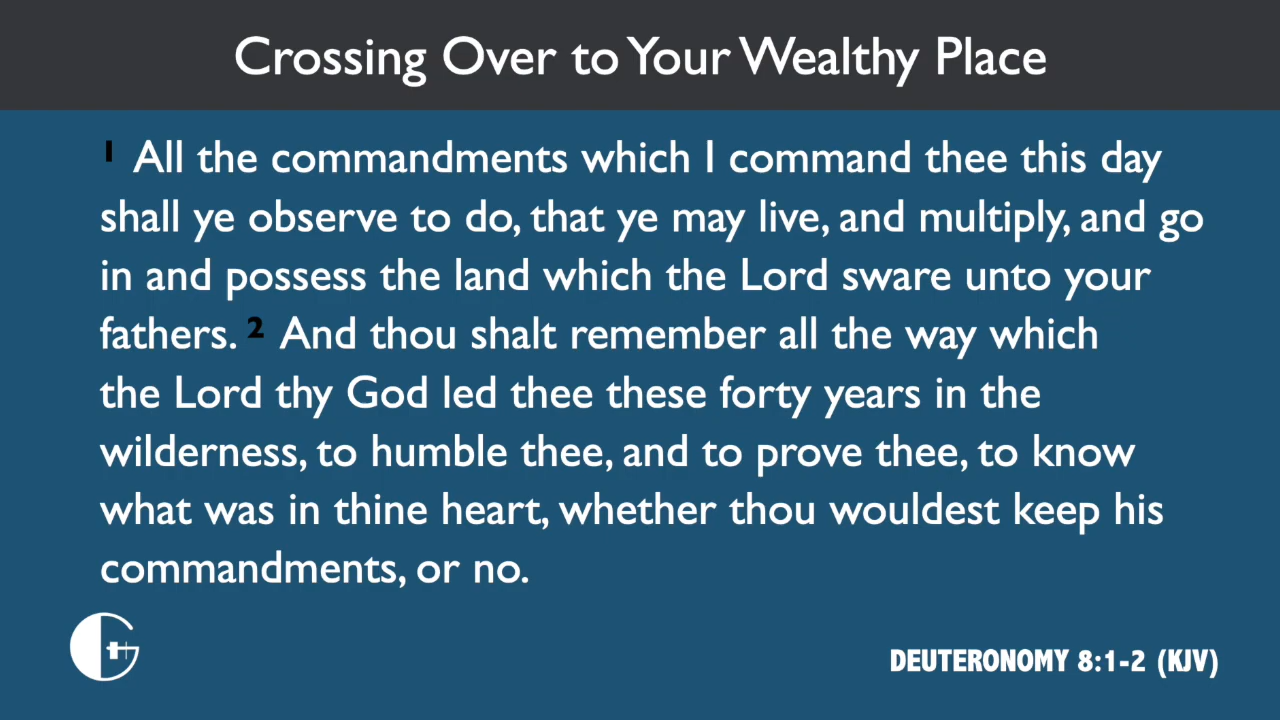 Crossing Over to Your Wealthy Place
1 All the commandments which I command thee this day
shall ye observe to do, that ye may live, and multiply, and go
in and possess the land which the Lord sware unto your
fathers. 2 And thou shalt remember all the way which
the Lord thy God led thee these forty years in the
wilderness, to humble thee, and to prove thee, to know
what was in thine heart, whether thou wouldest keep his
commandments, or no.
DEUTERONOMY 8:1-2 (KJV)